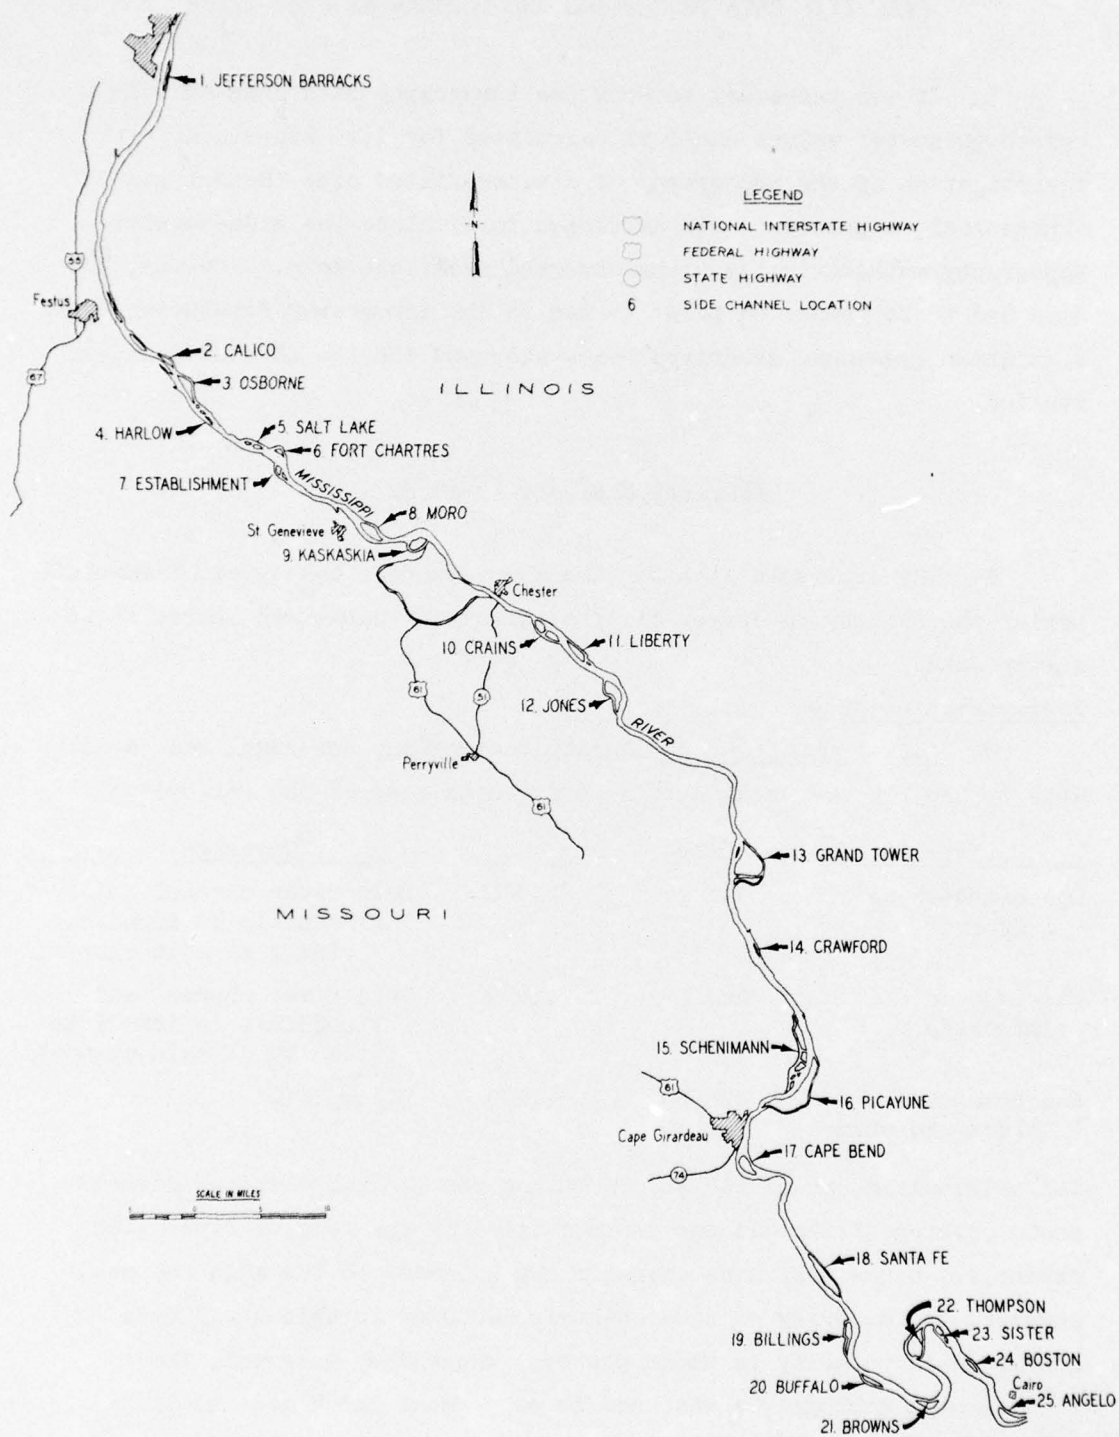 1. JEFFERSON BARRACKS
N
LEGEND
NATIONAL INTERSTATE HIGHWAY
FEDERAL HIGHWAY
STATE HIGHWAY
6 SIDE CHANNEL LOCATION
55
Festus
67
2. CALICO
3. OSBORNE
ILLINOIS
4. HARLOW
5. SALT LAKE
6. FORT CHARTRES
7. ESTABLISHMENT
MISSISSIPPI
8. MORO
St Genevieve
9. KASKASKIA
Chester
10. CRAINS
11. LIBERTY
61
51
12. JONES
RIVER
Perryville
61
13. GRAND TOWER
MISSOURI
14. CRAWFORD
15. SCHENIMANN
61
16. PICAYUNE
Cape Girardeau
17. CAPE BEND
74
SCALE IN MILES
5 0 5 10
18. SANTA FE
22. THOMPSON
19. BILLINGS
23. SISTER
24. BOSTON
20. BUFFALO
Cairo
25. ANGELO
21. BROWNS